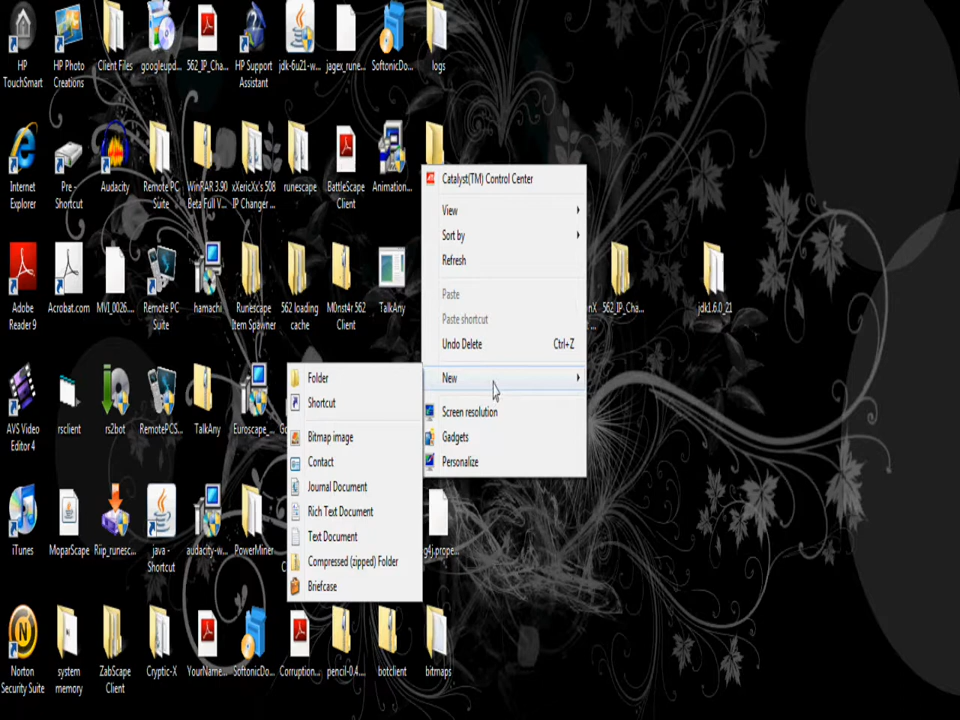 HP
TouchSmart
HP Photo
Creations
Client Files
googleupd...
562_IP_Cha...
HP Support
Assistant
jdk-6u21-w...
jagex_rune...
SoftonicDo...
logs
Internet
Explorer
Pre -
Shortcut
Audacity
Remote PC
Suite
WinRAR 3.90
Beta Full V...
xXericXx's 508
IP Changer ...
runescape
BattleScape
Client
Animation...
Adobe
Reader 9
Acrobat.com
MVI_0026....
Remote PC
Suite
hamachi
Runescape
Item Spawner
562 loading
cache
M0nst4r 562
Client
TalkAny
562_IP_Cha...
jdk1.6.0_21
AVS Video
Editor 4
rsclient
rs2bot
RemotePCS...
TalkAny
Euroscape_...
iTunes
MoparScape
Riip_runesc...
java -
Shortcut
audacity-w...
PowerMiner
g4j.prope...
Norton
Security Suite
system
memory
ZabScape
Client
Cryptic-X
YourName...
SoftonicDo...
Corruption...
pencil-0.4....
botclient
bitmaps
Catalyst(TM) Control Center
View
Sort by
Refresh
Paste
Paste shortcut
Undo Delete Ctrl+Z
New
Screen resolution
Gadgets
Personalize
Folder
Shortcut
Bitmap image
Contact
Journal Document
Rich Text Document
Text Document
Compressed (zipped) Folder
Briefcase